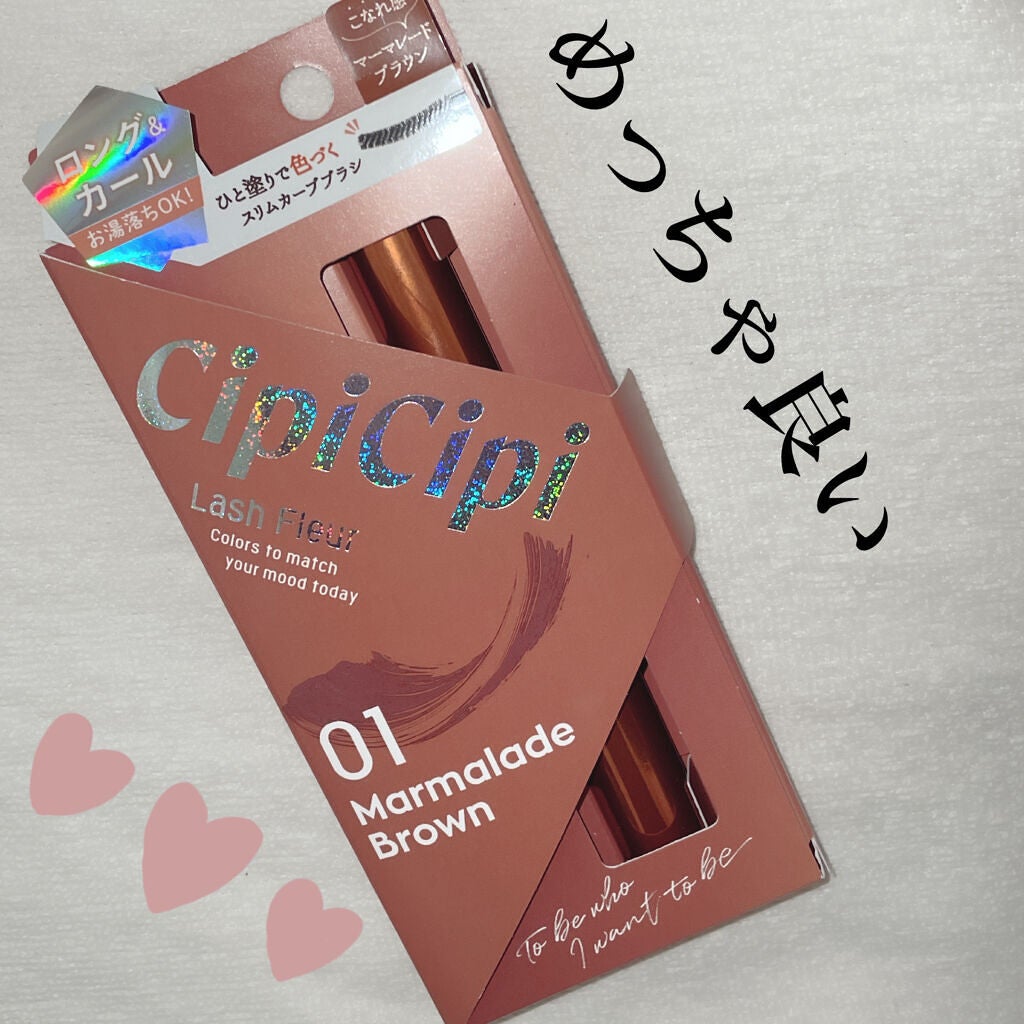 こなれ感
マーマレード
ブラウン
ロング&
カール
お湯落ちOK!
ひと塗りで色づく
スリムカーブブラシ
めっちゃ良い
CipiCipi
Lash Fleur
Colors to match
your mood today
01
Marmalade
Brown
To be who
I want to be